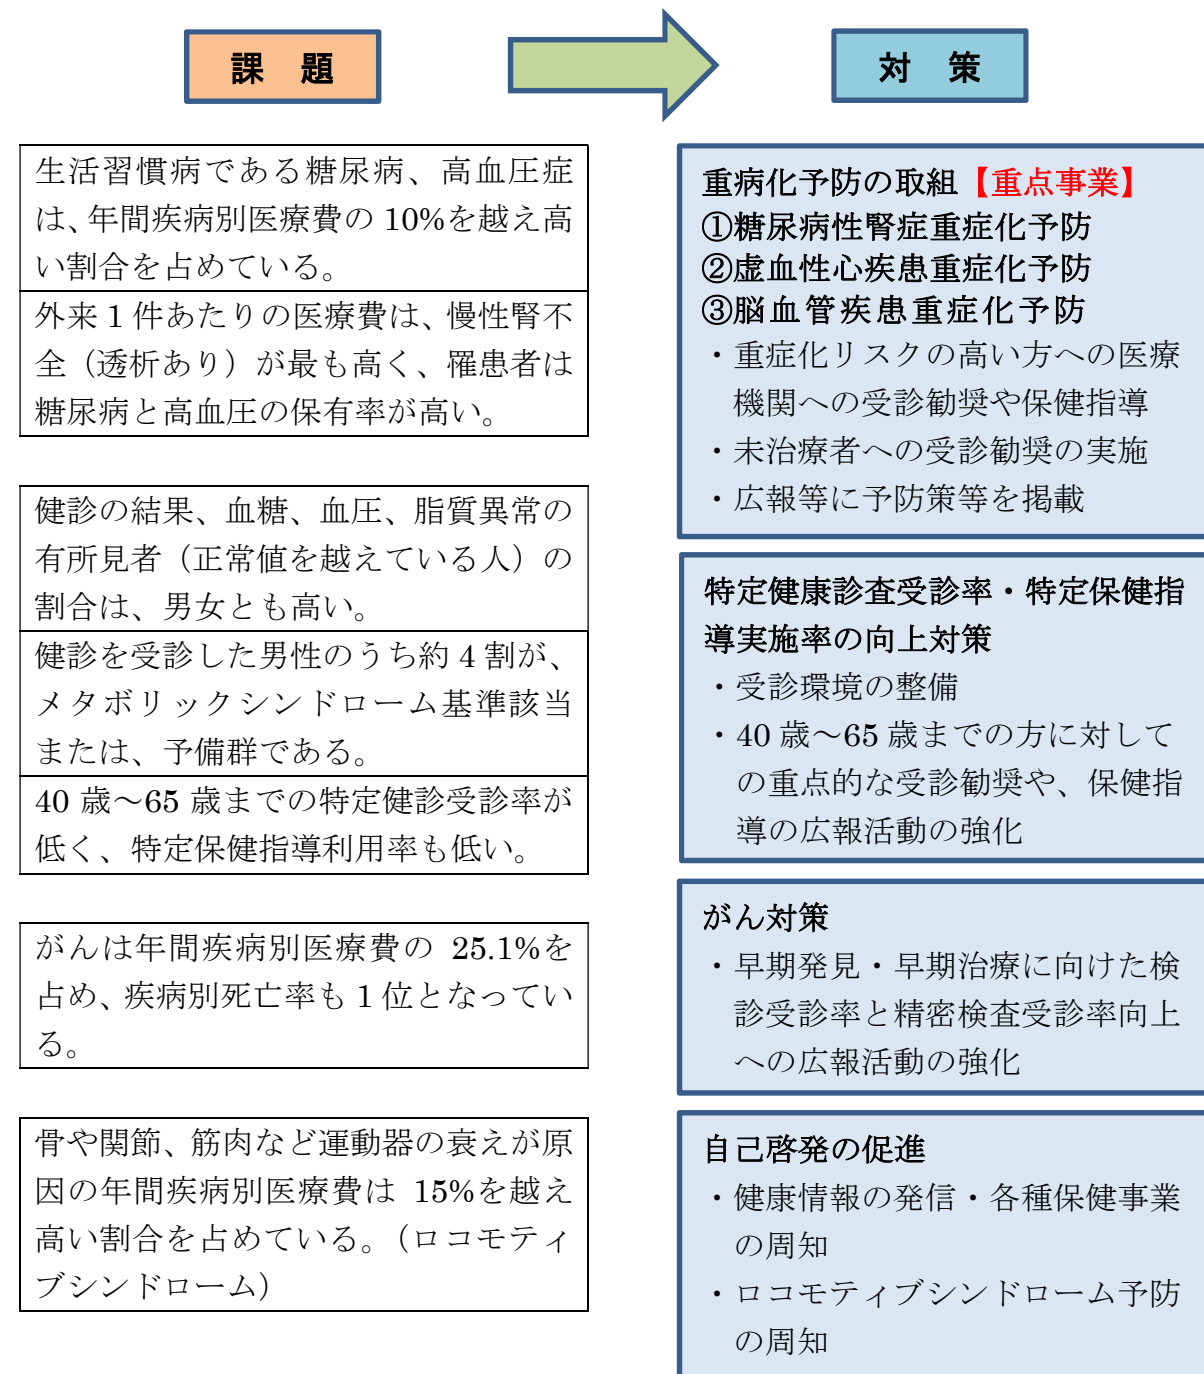 課　題
対　策
生活習慣病である糖尿病、高血圧症
は、年間疾病別医療費の 10%を越え高
い割合を占めている。
外来 1 件あたりの医療費は、慢性腎不
全（透析あり）が最も高く、罹患者は
糖尿病と高血圧の保有率が高い。
健診の結果、血糖、血圧、脂質異常の
有所見者（正常値を越えている人）の
割合は、男女とも高い。
健診を受診した男性のうち約 4 割が、
メタボリックシンドローム基準該当
または、予備群である。
40 歳～65 歳までの特定健診受診率が
低く、特定保健指導利用率も低い。
がんは年間疾病別医療費の 25.1%を
占め、疾病別死亡率も 1 位となってい
る。
骨や関節、筋肉など運動器の衰えが原
因の年間疾病別医療費は 15%を越え
高い割合を占めている。（ロコモティ
ブシンドローム）
重病化予防の取組【重点事業】
①糖尿病性腎症重症化予防
②虚血性心疾患重症化予防
③脳血管疾患重症化予防
・重症化リスクの高い方への医療
機関への受診勧奨や保健指導
・未治療者への受診勧奨の実施
・広報等に予防策等を掲載
特定健康診査受診率・特定保健指
導実施率の向上対策
・受診環境の整備
・40 歳～65 歳までの方に対して
の重点的な受診勧奨や、保健指
導の広報活動の強化
がん対策
・早期発見・早期治療に向けた検
診受診率と精密検査受診率向上
への広報活動の強化
自己啓発の促進
・健康情報の発信・各種保健事業
の周知
・ロコモティブシンドローム予防
の周知